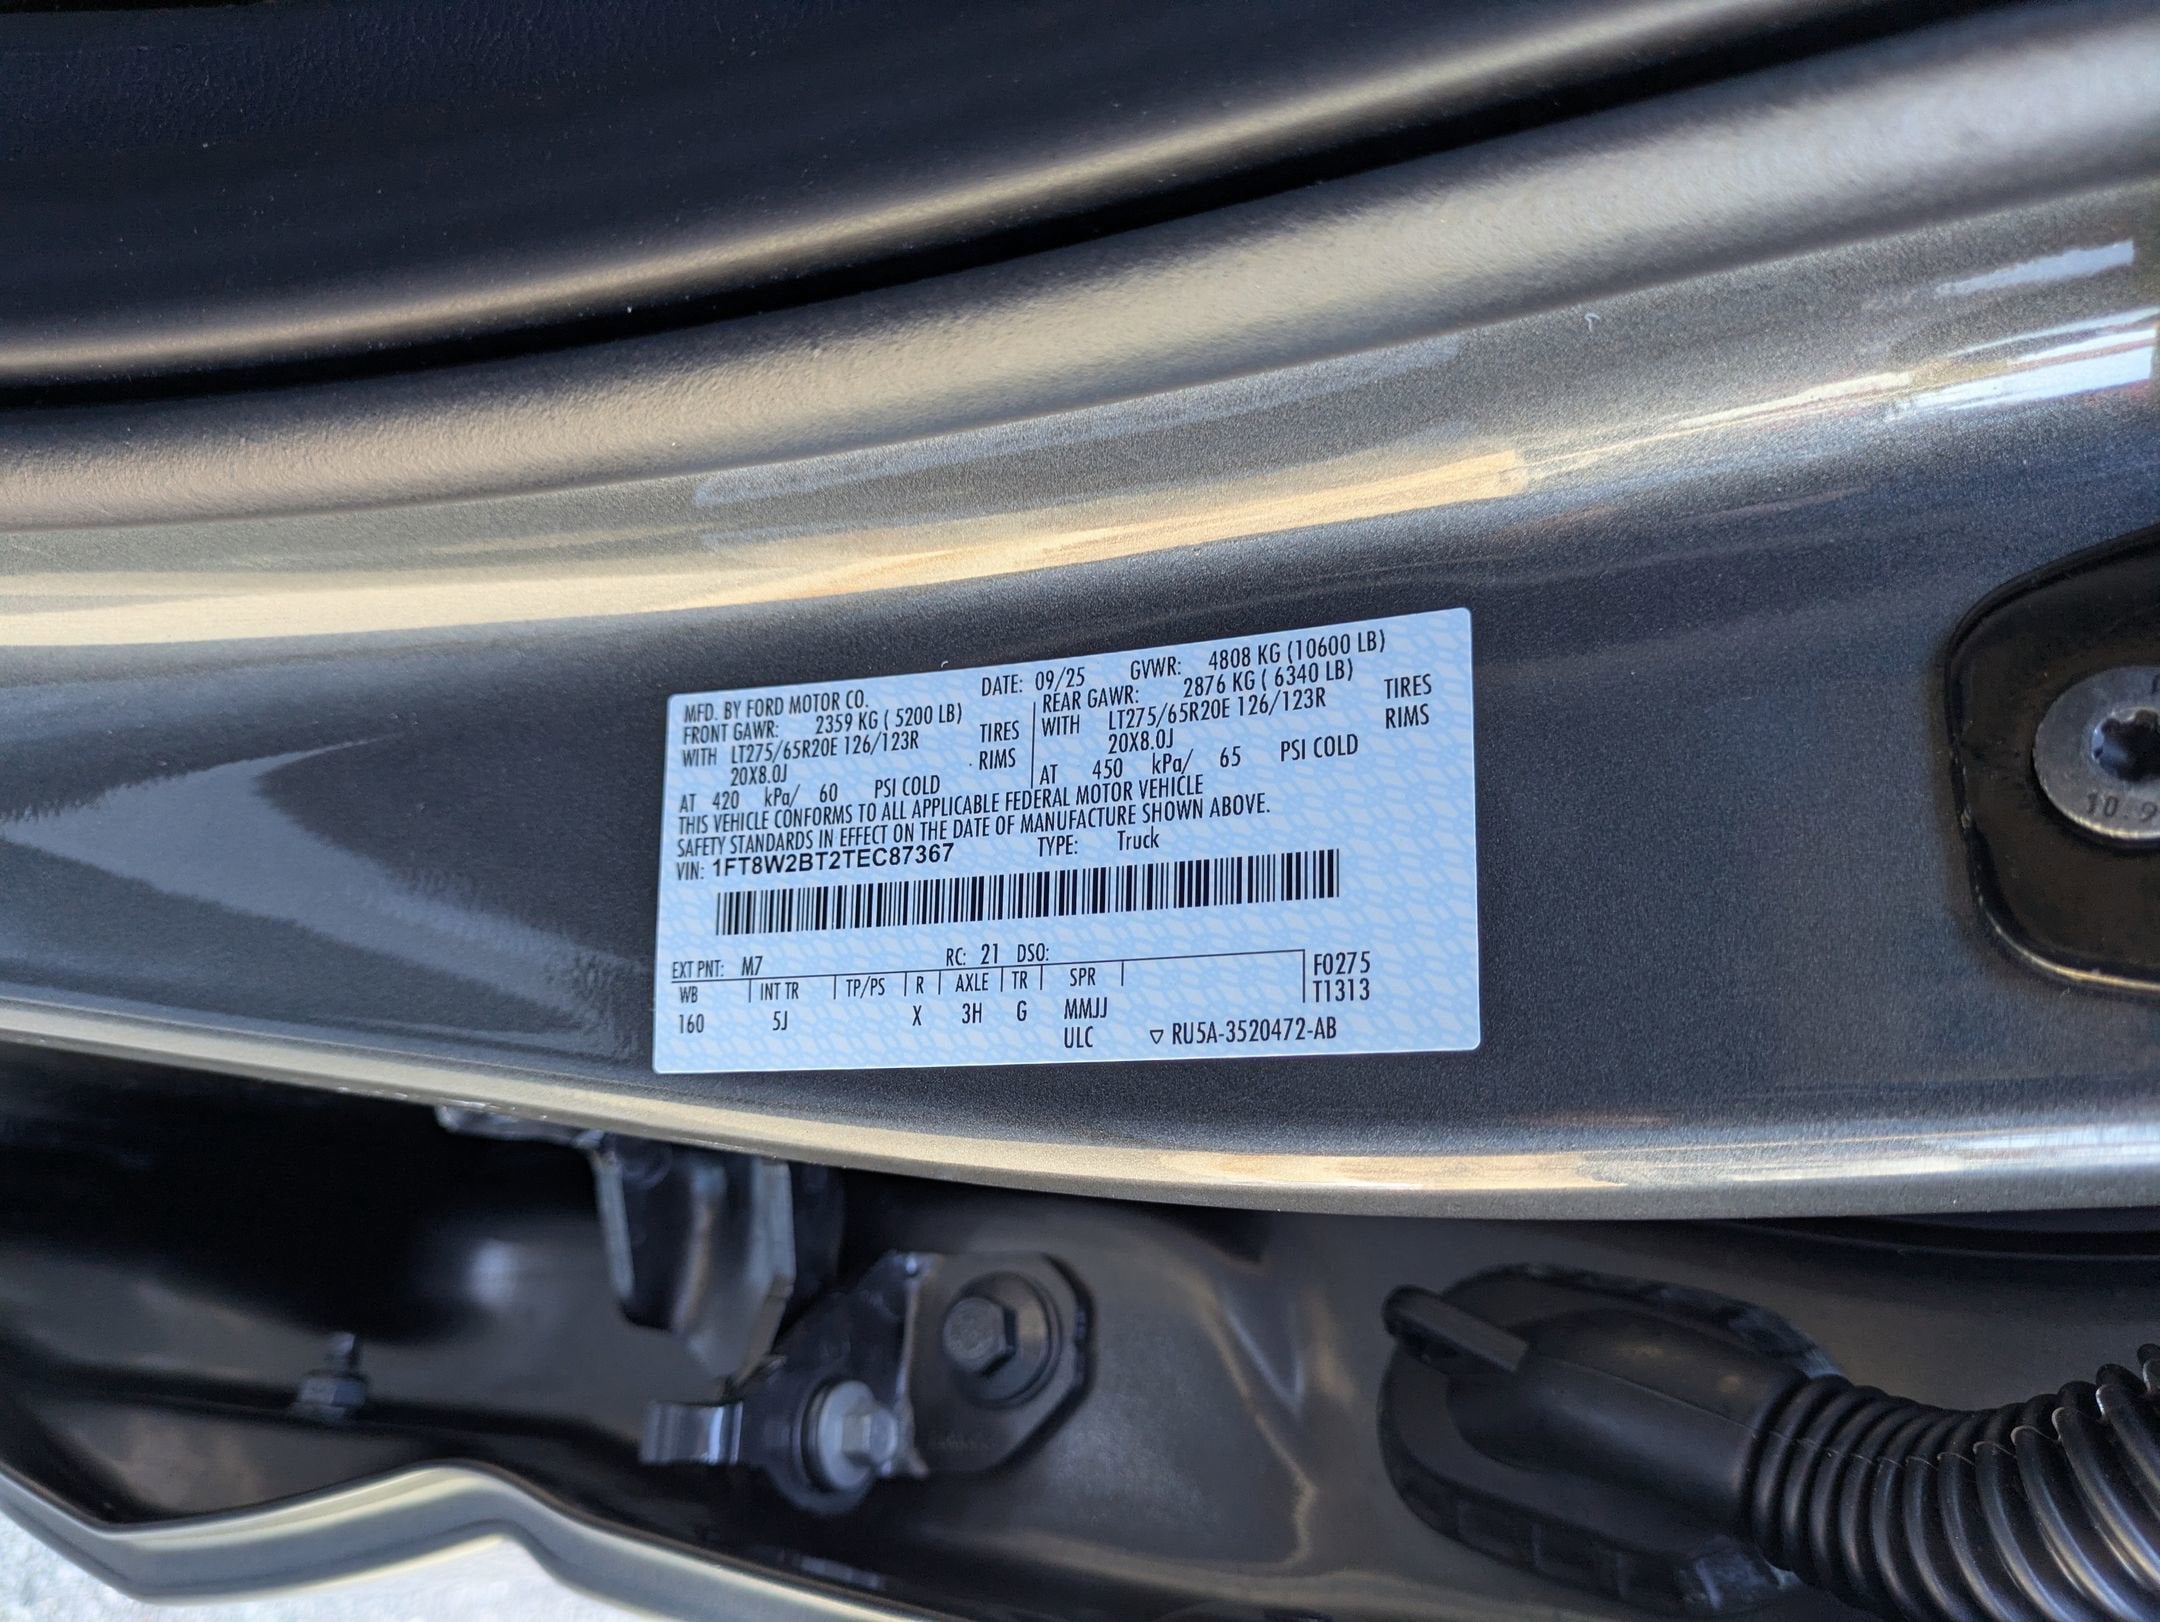 MFD. BY FORD MOTOR CO. DATE: 09/25 GVWR: 4808 KG (10600 LB)
FRONT GAWR: 2359 KG ( 5200 LB)
WITH LT275/65R20E 126/123R TIRES
20X8.0J RIMS
AT 420 kPa/ 60 PSI COLD
REAR GAWR: 2876 KG ( 6340 LB)
WITH LT275/65R20E 126/123R TIRES
20X8.0J RIMS
AT 450 kPa/ 65 PSI COLD
THIS VEHICLE CONFORMS TO ALL APPLICABLE FEDERAL MOTOR VEHICLE
SAFETY STANDARDS IN EFFECT ON THE DATE OF MANUFACTURE SHOWN ABOVE.
VIN: 1FT8W2BT2TEC87367 TYPE: Truck
EXT PNT: M7 RC: 21 DSO:
WB INT TR TP/PS R AXLE TR SPR F0275
160 5J X 3H G MMJJ T1313
ULC ▽ RU5A-3520472-AB
10.9